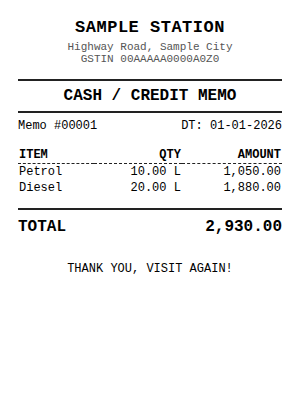 SAMPLE STATION
Highway Road, Sample City
GSTIN 00AAAAA0000A0Z0
CASH / CREDIT MEMO
Memo #00001 DT: 01-01-2026
ITEM QTY AMOUNT
Petrol 10.00 L 1,050.00
Diesel 20.00 L 1,880.00
TOTAL 2,930.00
THANK YOU, VISIT AGAIN!